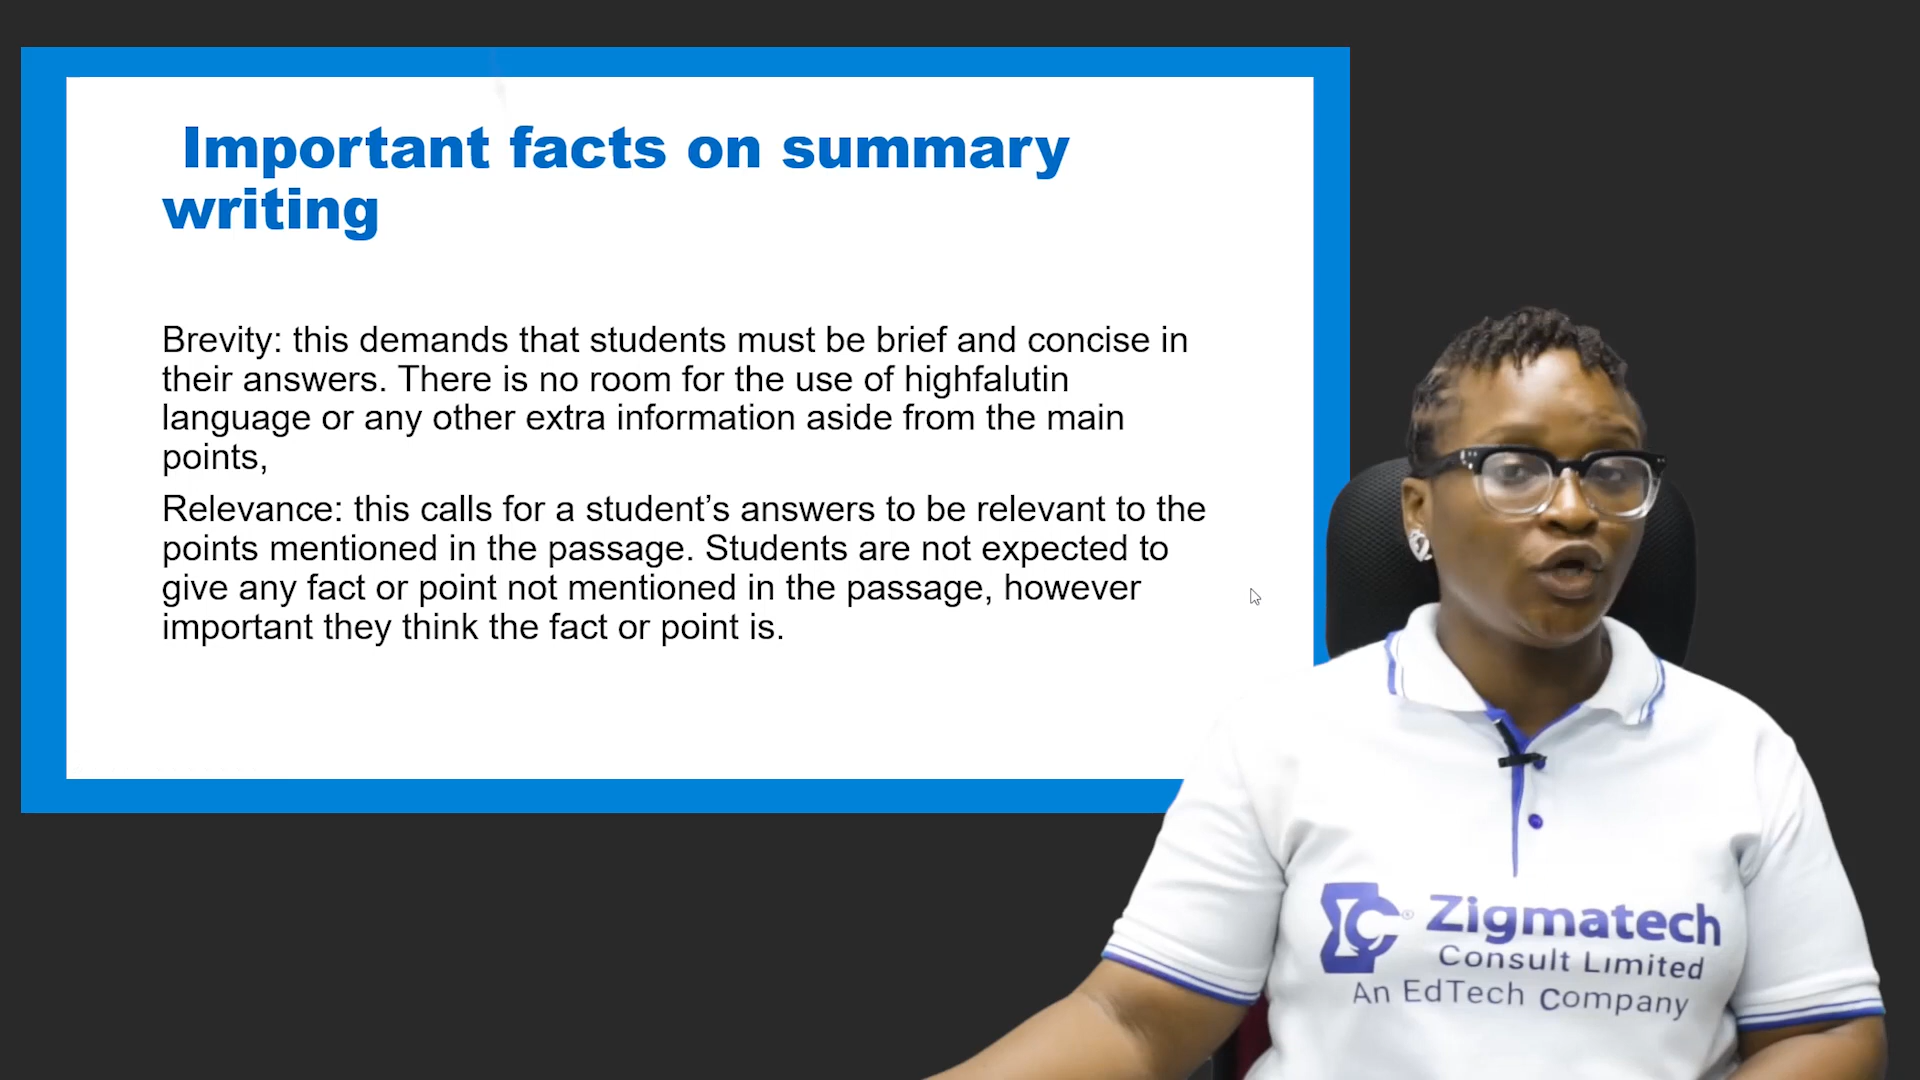 Important facts on summary
writing
Brevity: this demands that students must be brief and concise in
their answers. There is no room for the use of highfalutin
language or any other extra information aside from the main
points,
Relevance: this calls for a student’s answers to be relevant to the
points mentioned in the passage. Students are not expected to
give any fact or point not mentioned in the passage, however
important they think the fact or point is.
Zigmatech
Consult Limited
An EdTech Company